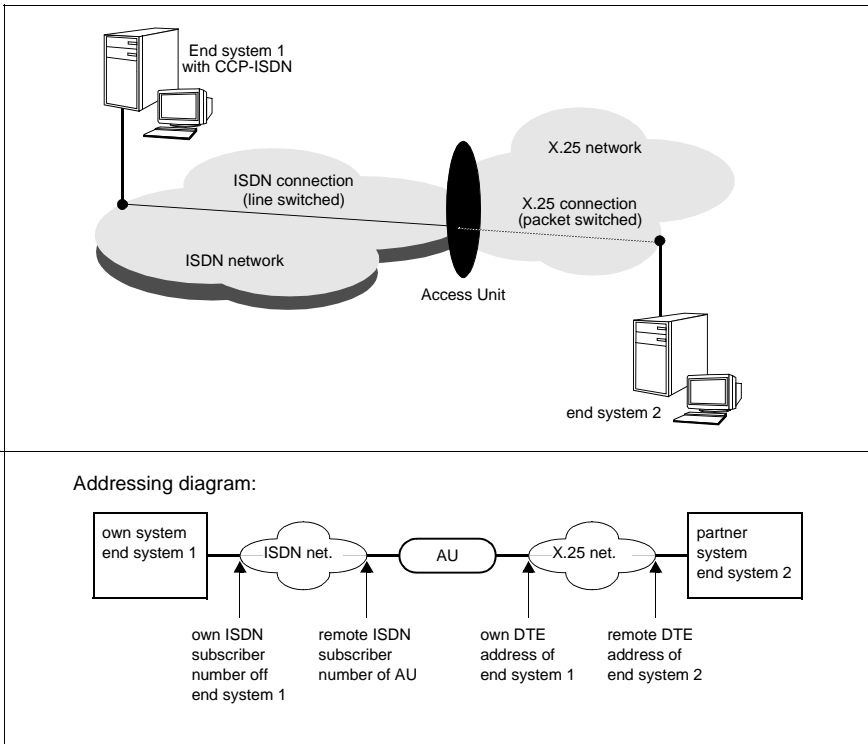 End system 1
with CCP-ISDN
X.25 network
ISDN connection
(line switched)
X.25 connection
(packet switched)
ISDN network
Access Unit
end system 2
Addressing diagram:
own system
end system 1
ISDN net.
AU
X.25 net.
partner
system
end system 2
own ISDN
subscriber
number off
end system 1
remote ISDN
subscriber
number of AU
own DTE
address of
end system 1
remote DTE
address of
end system 2